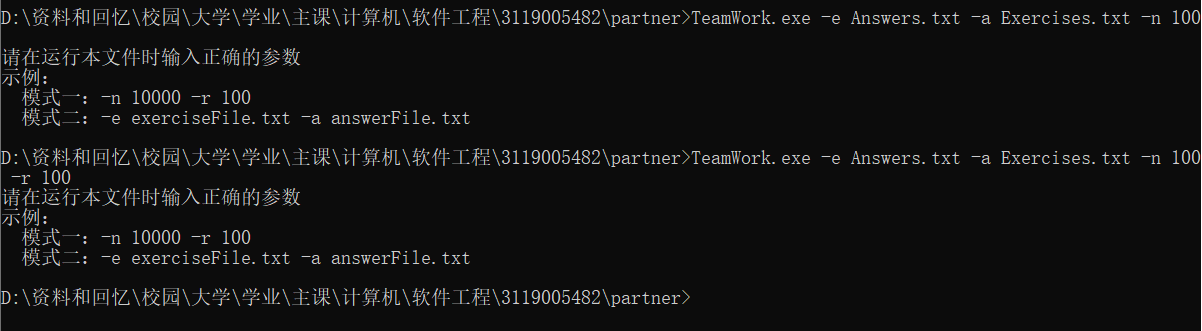 D:\资料和回忆\校园\大学\学业\主课\计算机\软件工程\3119005482\partner>TeamWork.exe -e Answers.txt -a Exercises.txt -n 100
请在运行本文件时输入正确的参数
示例：
  模式一：-n 10000 -r 100
  模式二：-e exerciseFile.txt -a answerFile.txt
D:\资料和回忆\校园\大学\学业\主课\计算机\软件工程\3119005482\partner>TeamWork.exe -e Answers.txt -a Exercises.txt -n 100
 -r 100
请在运行本文件时输入正确的参数
示例：
  模式一：-n 10000 -r 100
  模式二：-e exerciseFile.txt -a answerFile.txt
D:\资料和回忆\校园\大学\学业\主课\计算机\软件工程\3119005482\partner>